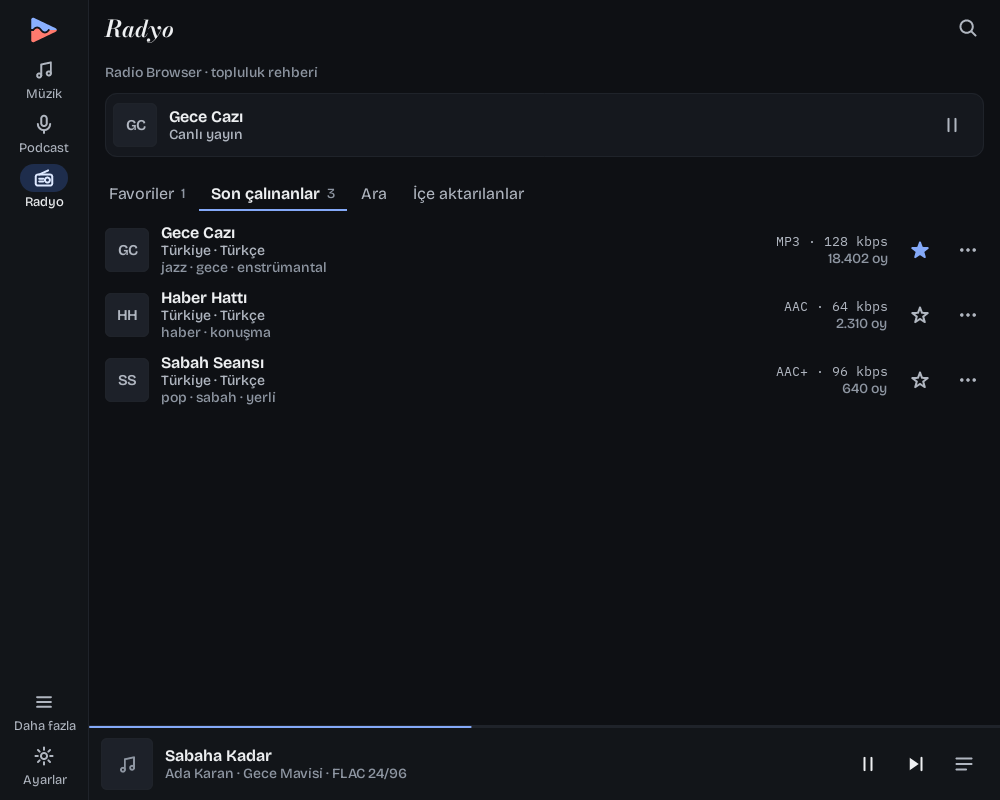 Müzik
Podcast
Radyo
Daha fazla
Ayarlar
Radyo
Radio Browser · topluluk rehberi
GC
Gece Cazı
Canlı yayın
Favoriler 1
Son çalınanlar 3
Ara
İçe aktarılanlar
GC
Gece Cazı
Türkiye · Türkçe
jazz · gece · enstrümantal
MP3 · 128 kbps
18.402 oy
HH
Haber Hattı
Türkiye · Türkçe
haber · konuşma
AAC · 64 kbps
2.310 oy
SS
Sabah Seansı
Türkiye · Türkçe
pop · sabah · yerli
AAC+ · 96 kbps
640 oy
Sabaha Kadar
Ada Karan · Gece Mavisi · FLAC 24/96